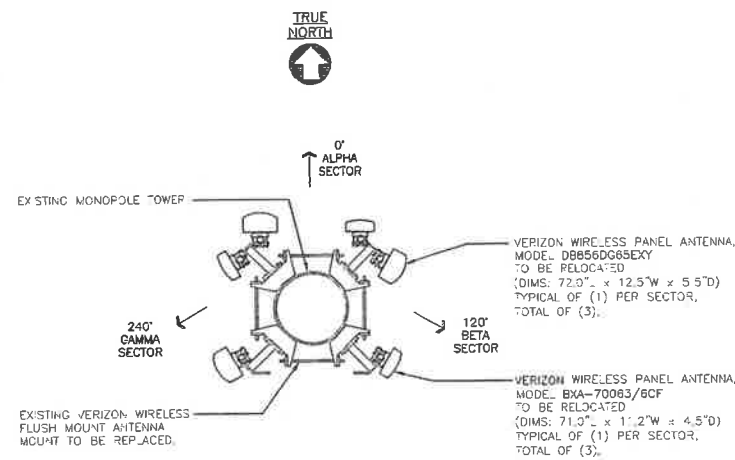 TRUE
NORTH
0°
ALPHA
SECTOR
EXISTING MONOPOLE TOWER
VERIZON WIRELESS PANEL ANTENNA,
MODEL DB856DG65EXY
TO BE RELOCATED
(DIMS: 72.0"L x 12.5"W x 5.5"D)
TYPICAL OF (1) PER SECTOR,
TOTAL OF (3).
240°
GAMMA
SECTOR
120°
BETA
SECTOR
VERIZON WIRELESS PANEL ANTENNA,
MODEL BXA-70063/6CF
TO BE RELOCATED
(DIMS: 71.0"L x 11.2"W x 4.5"D)
TYPICAL OF (1) PER SECTOR,
TOTAL OF (3).
EXISTING VERIZON WIRELESS
FLUSH MOUNT ANTENNA
MOUNT TO BE REPLACED.